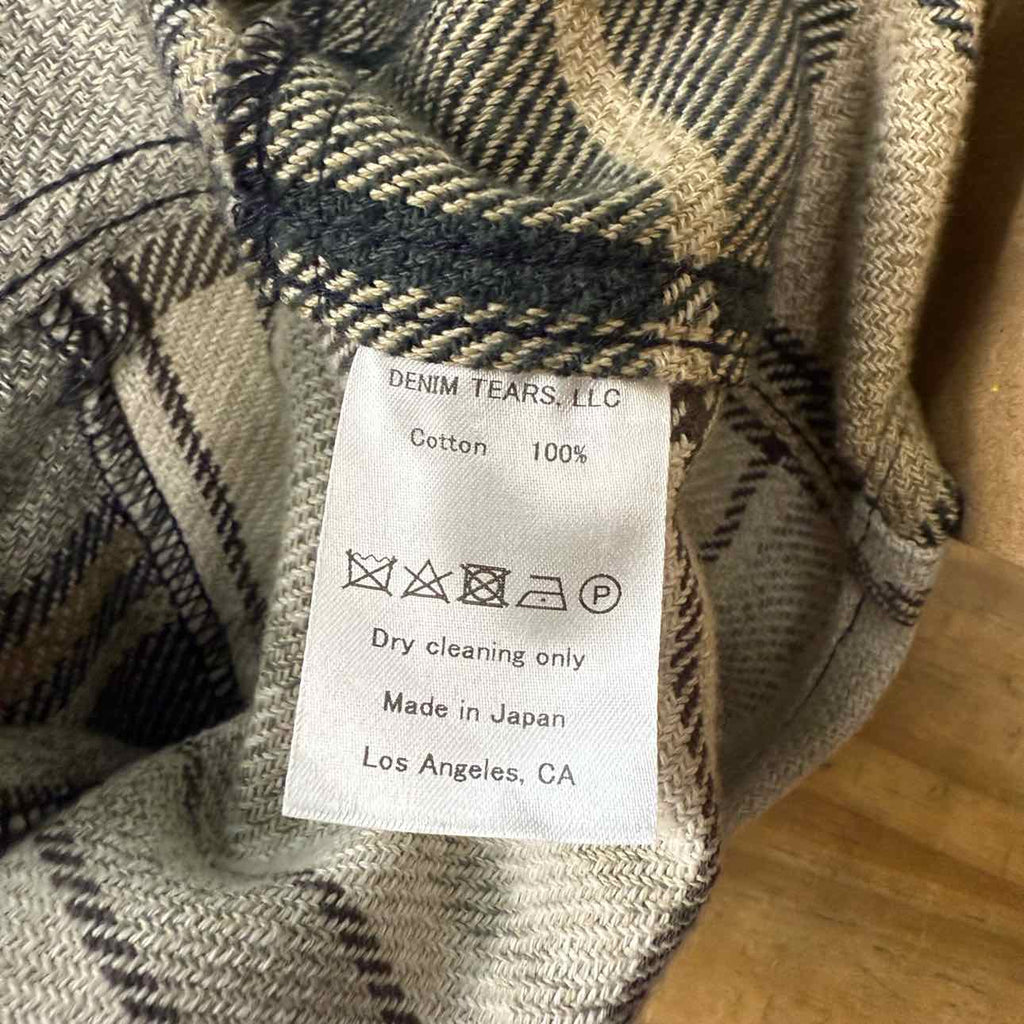 DENIM TEARS, LLC
Cotton 100%
P
Dry cleaning only
Made in Japan
Los Angeles, CA